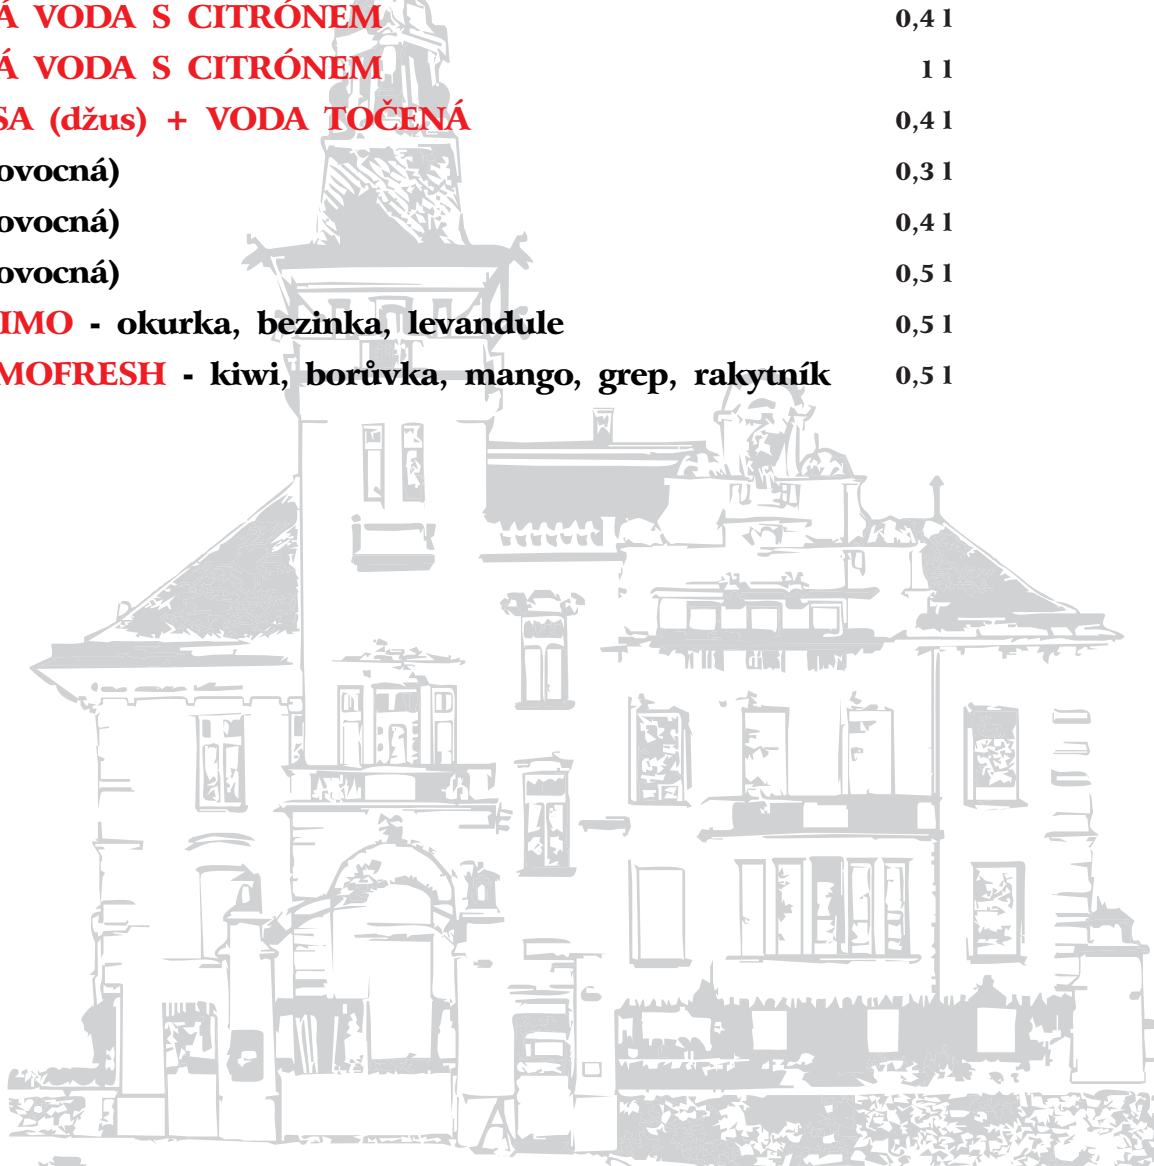 Á VODA S CITRÓNEM 0,4 l
Á VODA S CITRÓNEM 1 l
SA (džus) + VODA TOČENÁ 0,4 l
ovocná) 0,3 l
ovocná) 0,4 l
ovocná) 0,5 l
IMO - okurka, bezinka, levandule 0,5 l
MOFRESH - kiwi, borůvka, mango, grep, rakytník 0,5 l